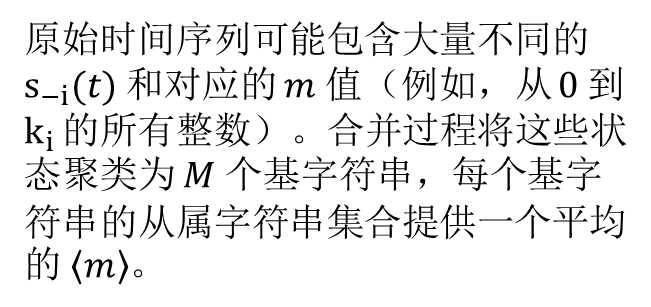 原始时间序列可能包含大量不同的
s₋ᵢ(t) 和对应的 m 值（例如，从 0 到
kᵢ 的所有整数）。合并过程将这些状
态聚类为 M 个基字符串，每个基字
符串的从属字符串集合提供一个平均
的 ⟨m⟩。